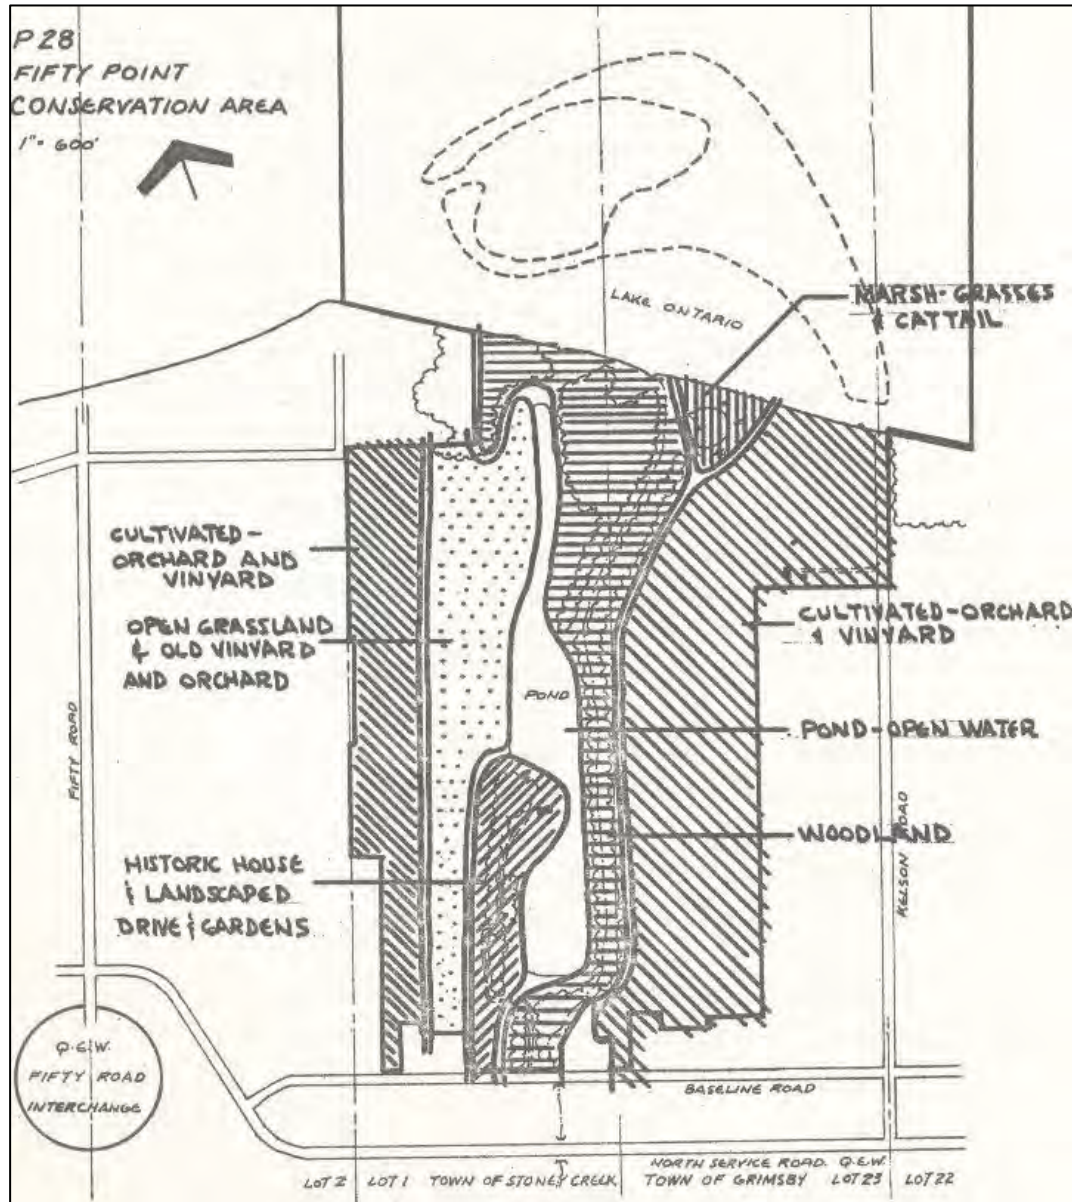 P 28
FIFTY POINT
CONSERVATION AREA
1" = 600'
LAKE ONTARIO
MARSH-GRASSES
& CATTAIL
CULTIVATED-
ORCHARD AND
VINYARD
OPEN GRASSLAND
& OLD VINYARD
AND ORCHARD
CULTIVATED-ORCHARD
& VINYARD
POND
POND-OPEN WATER
FIFTY ROAD
WOODLAND
KELSON ROAD
HISTORIC HOUSE
& LANDSCAPED
DRIVE & GARDENS
Q.E.W.
FIFTY ROAD
INTERCHANGE
BASELINE ROAD
NORTH SERVICE ROAD. Q.E.W.
LOT 2 LOT 1 TOWN OF STONEY CREEK TOWN OF GRIMSBY LOT 23 LOT 22